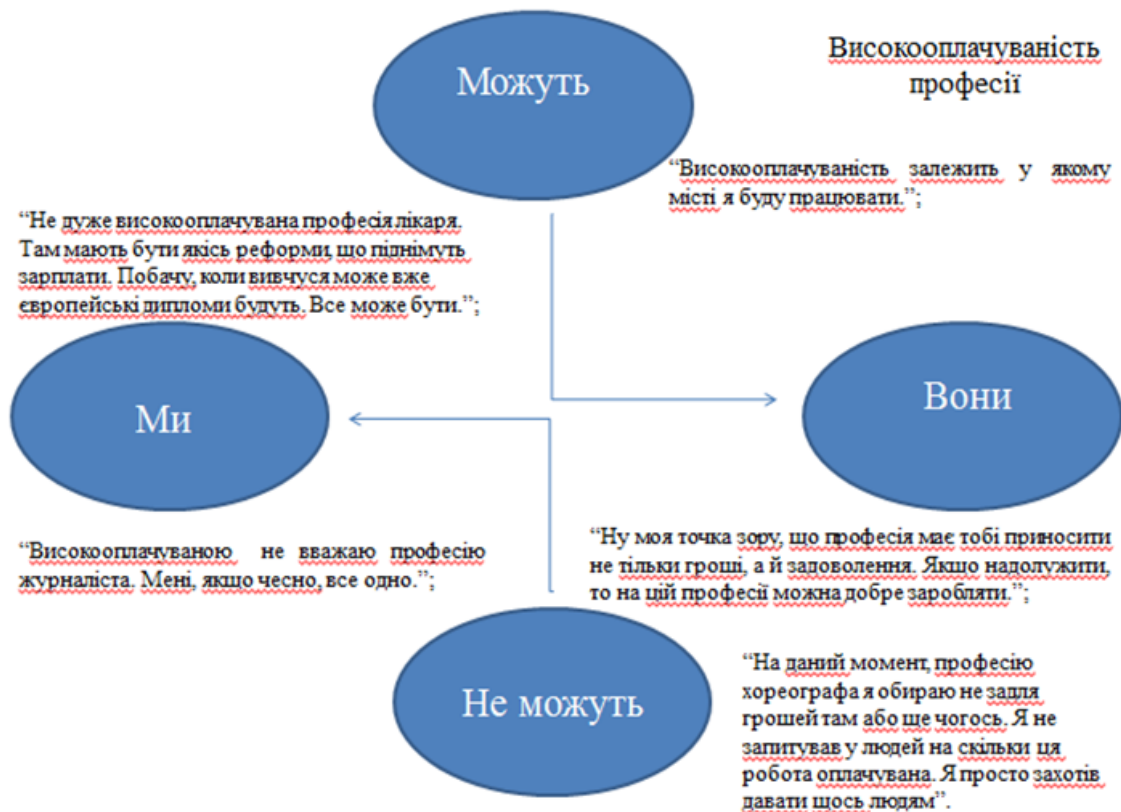 Можуть
Високооплачуваність
професії
“Високооплачуваність залежить у якому
місті я буду працювати.”;
“Не дуже високооплачувана професія лікаря.
Там мають бути якісь реформи, що піднімуть
зарплати. Побачу, коли вивчуся може вже
європейські дипломи будуть. Все може бути.”;
Ми
Вони
“Високооплачуваною не вважаю професію
журналіста. Мені, якщо чесно, все одно.”;
“Ну моя точка зору, що професія має тобі приносити
не тільки гроші, а й задоволення. Якщо надолужити,
то на цій професії можна добре заробляти.”;
Не можуть
“На даний момент, професію
хореографа я обираю не задля
грошей там або ще чогось. Я не
запитував у людей на скільки ця
робота оплачувана. Я просто захотів
давати щось людям”.